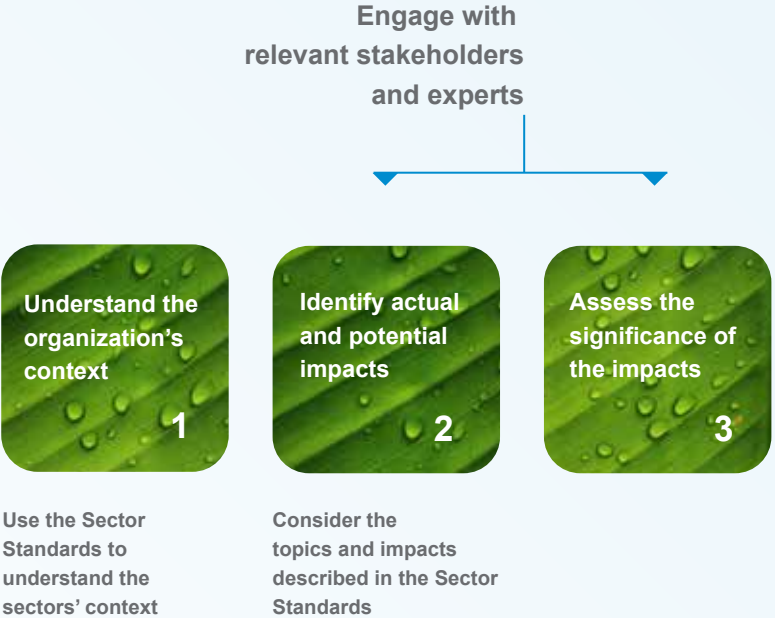 Engage with
relevant stakeholders
and experts
Understand the
organization’s
context
1
Identify actual
and potential
impacts
2
Assess the
significance of
the impacts
3
Use the Sector
Standards to
understand the
sectors’ context
Consider the
topics and impacts
described in the Sector
Standards